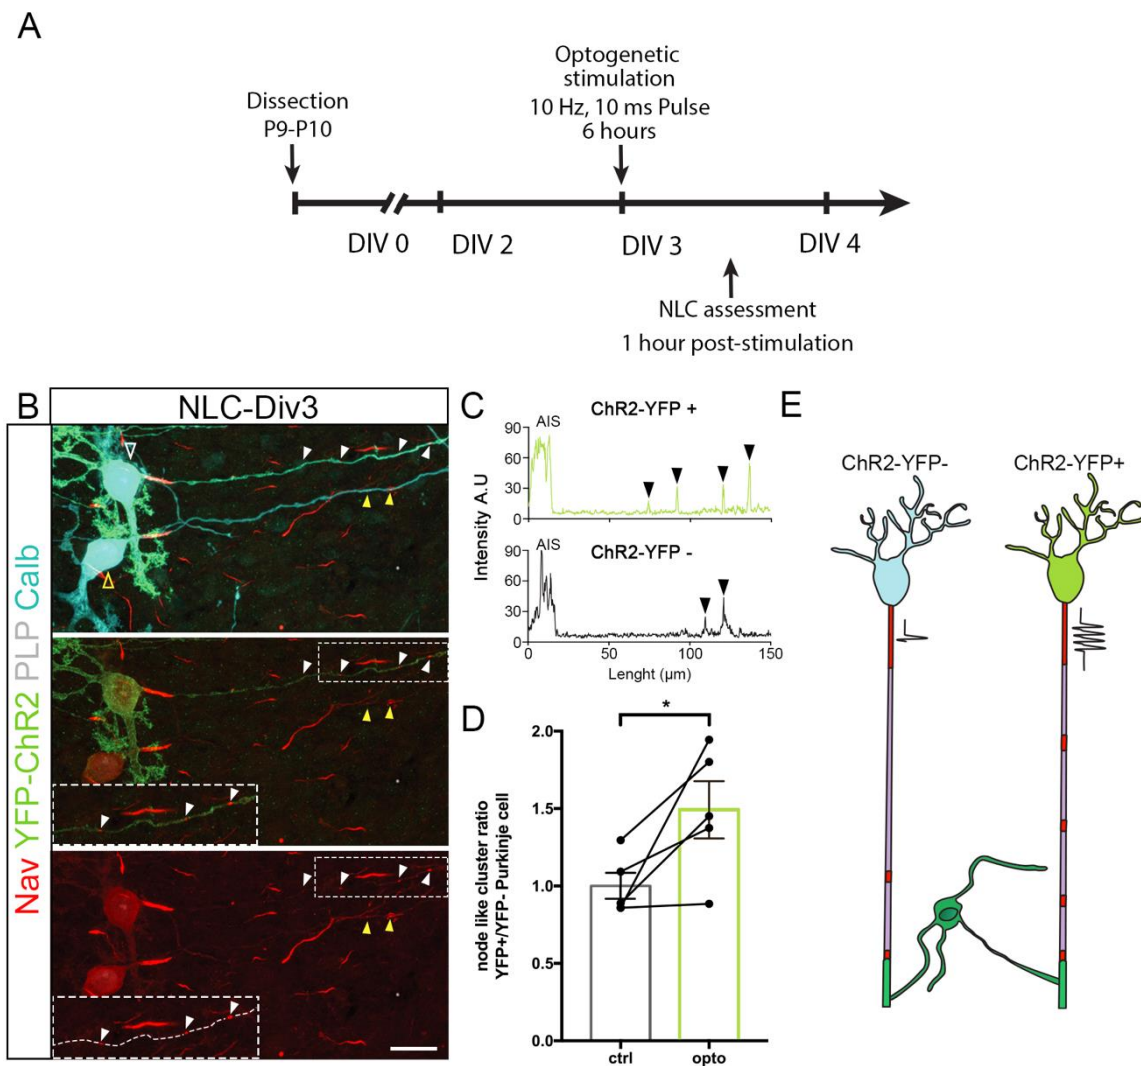 A
Dissection
P9-P10
Optogenetic
stimulation
10 Hz, 10 ms Pulse
6 hours
DIV 0
DIV 2
DIV 3
DIV 4
NLC assessment
1 hour post-stimulation
B
NLC-Div3
Nav YFP-ChR2 PLP Calb
C
ChR2-YFP +
AIS
90
60
30
0
ChR2-YFP -
AIS
90
60
30
0
Intensity A.U
0
50
100
150
Lenght (µm)
D
*
2.0
1.5
1.0
0.5
0.0
node like cluster ratio
YFP+/YFP- Purkinje cell
ctrl
opto
E
ChR2-YFP-
ChR2-YFP+